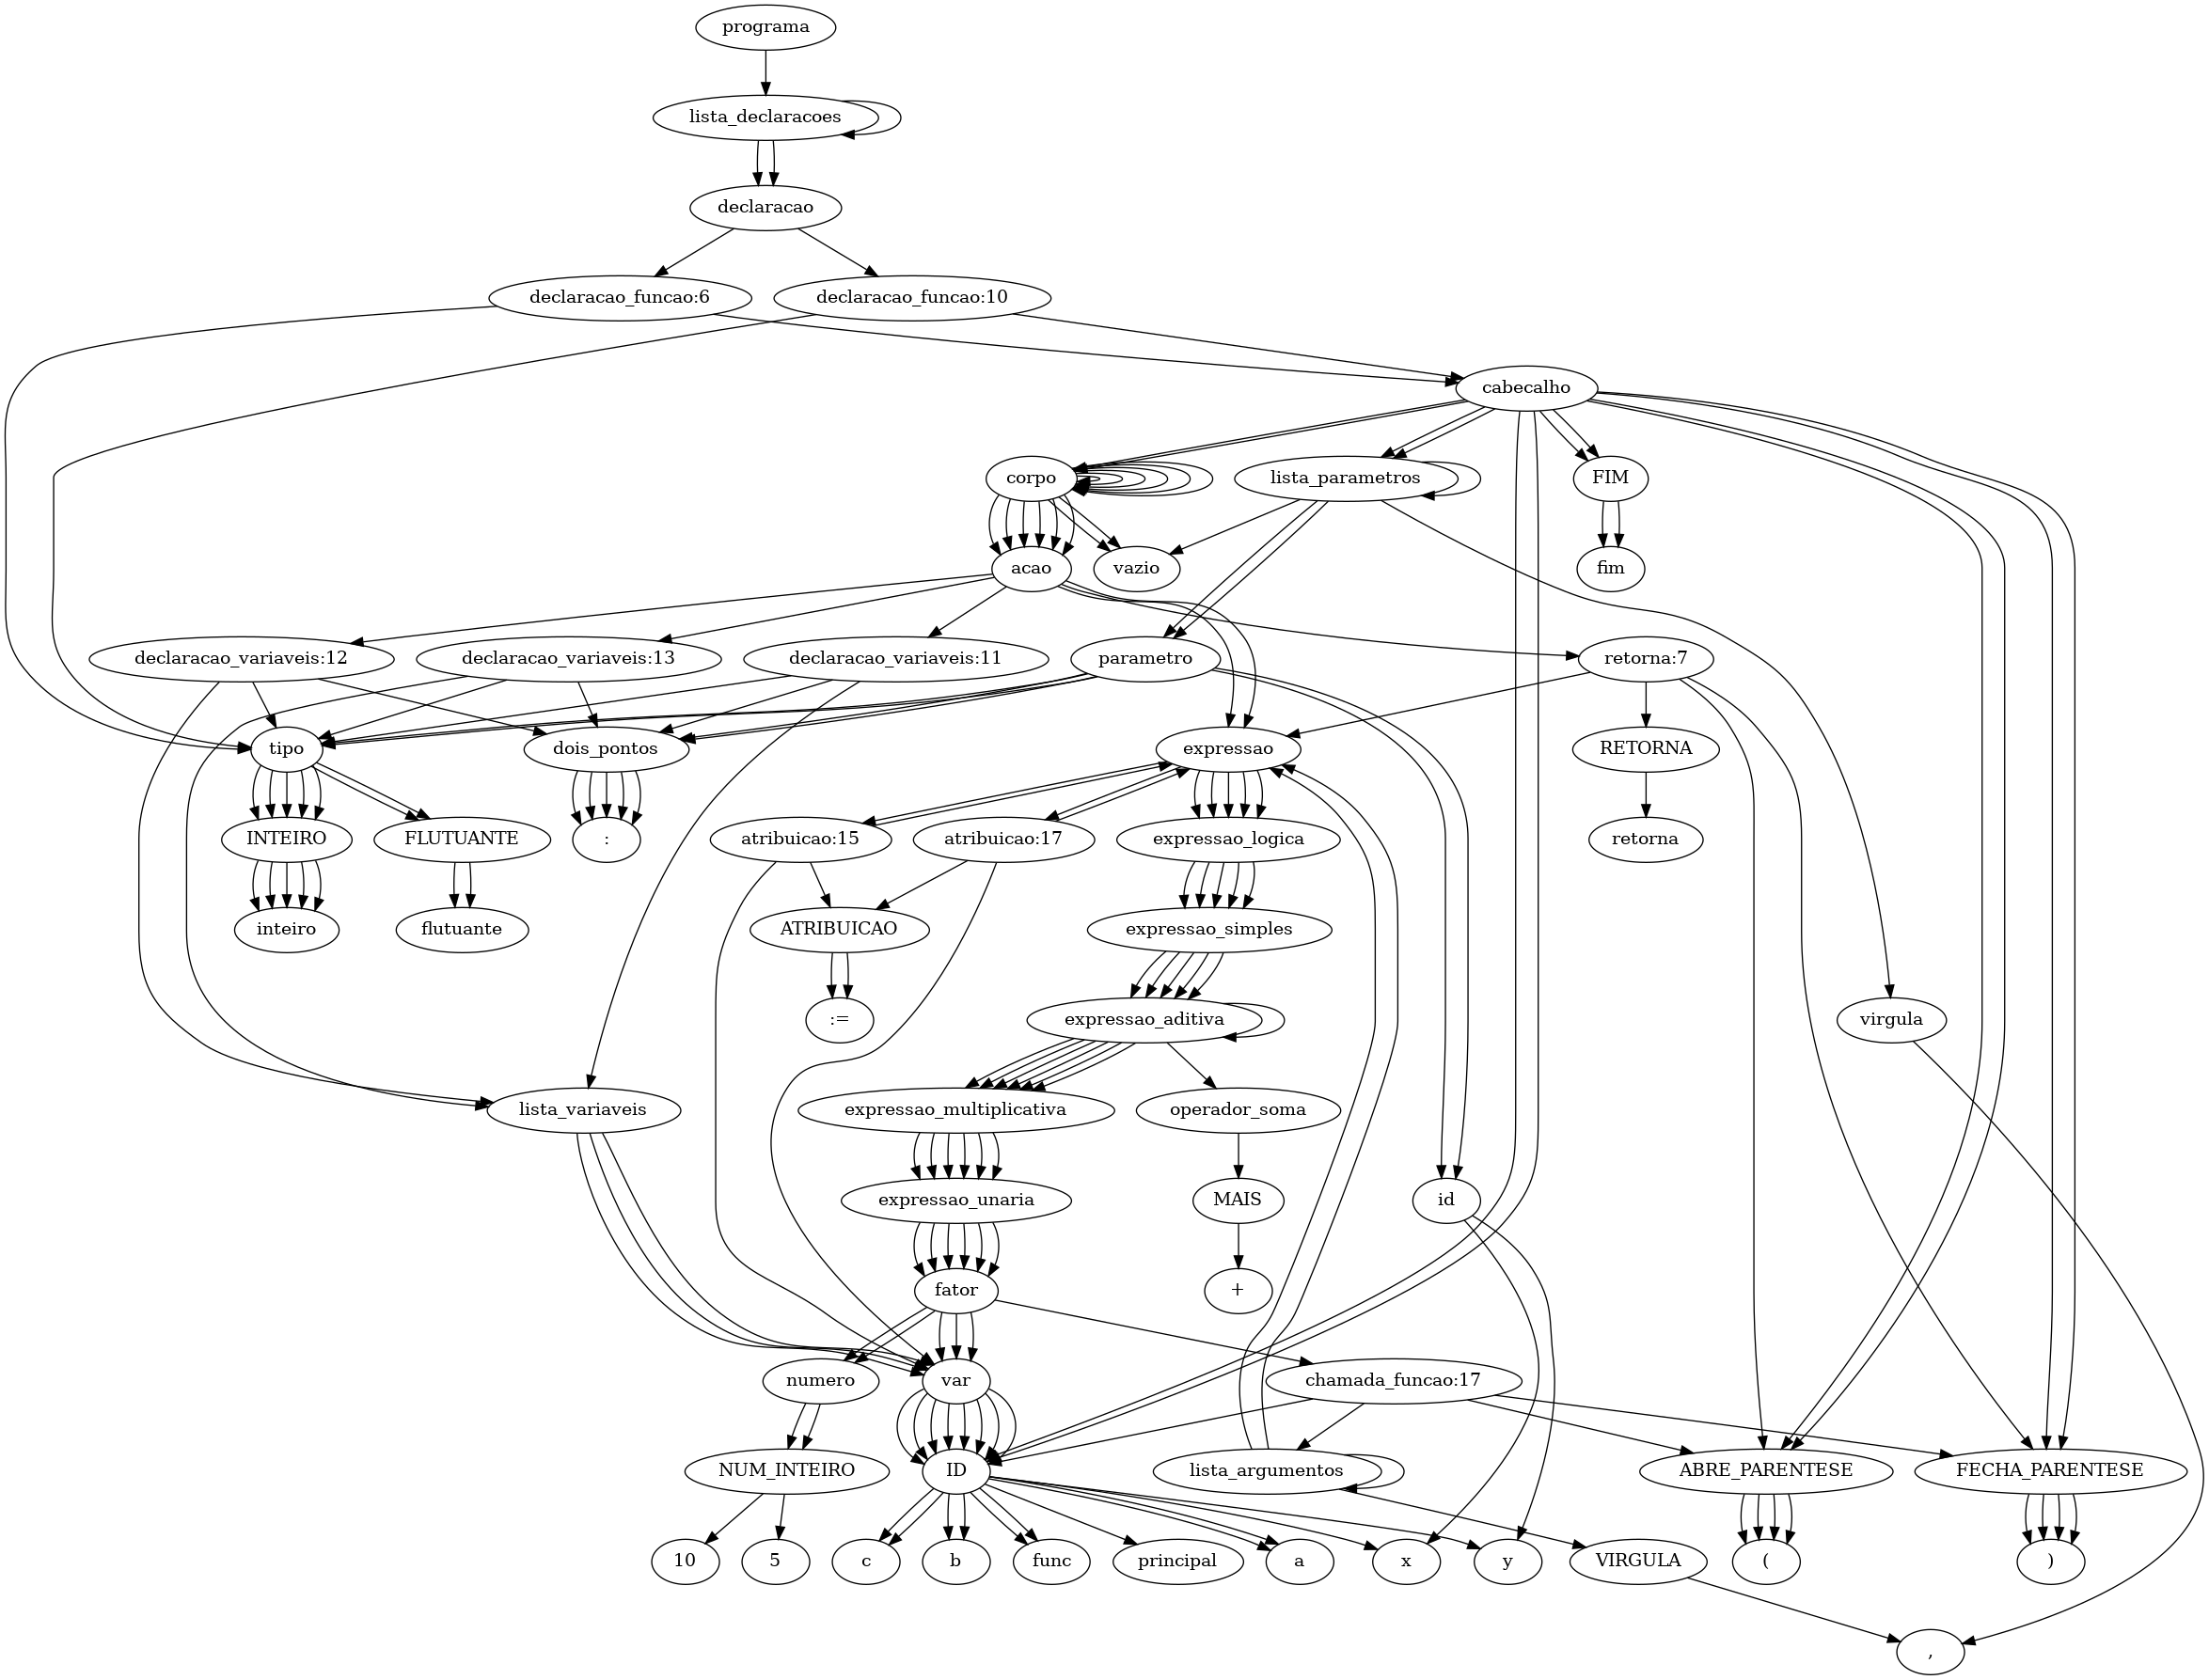 programa
lista_declaracoes
declaracao
declaracao_funcao:6
declaracao_funcao:10
cabecalho
corpo
lista_parametros
FIM
acao
vazio
fim
declaracao_variaveis:12
declaracao_variaveis:13
declaracao_variaveis:11
parametro
retorna:7
tipo
dois_pontos
expressao
RETORNA
INTEIRO
FLUTUANTE
:
atribuicao:15
atribuicao:17
expressao_logica
retorna
inteiro
flutuante
ATRIBUICAO
expressao_simples
:=
expressao_aditiva
virgula
lista_variaveis
expressao_multiplicativa
operador_soma
expressao_unaria
MAIS
id
fator
+
numero
var
chamada_funcao:17
NUM_INTEIRO
ID
lista_argumentos
ABRE_PARENTESE
FECHA_PARENTESE
10
5
c
b
func
principal
a
x
y
VIRGULA
(
)
,